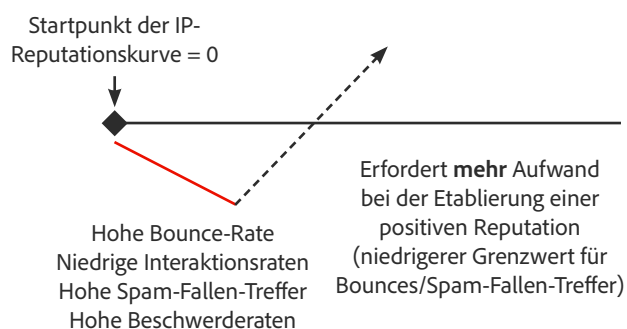 Startpunkt der IP-
Reputationskurve = 0
Hohe Bounce-Rate
Niedrige Interaktionsraten
Hohe Spam-Fallen-Treffer
Hohe Beschwerderaten
Erfordert mehr Aufwand
bei der Etablierung einer
positiven Reputation
(niedrigerer Grenzwert für
Bounces/Spam-Fallen-Treffer)